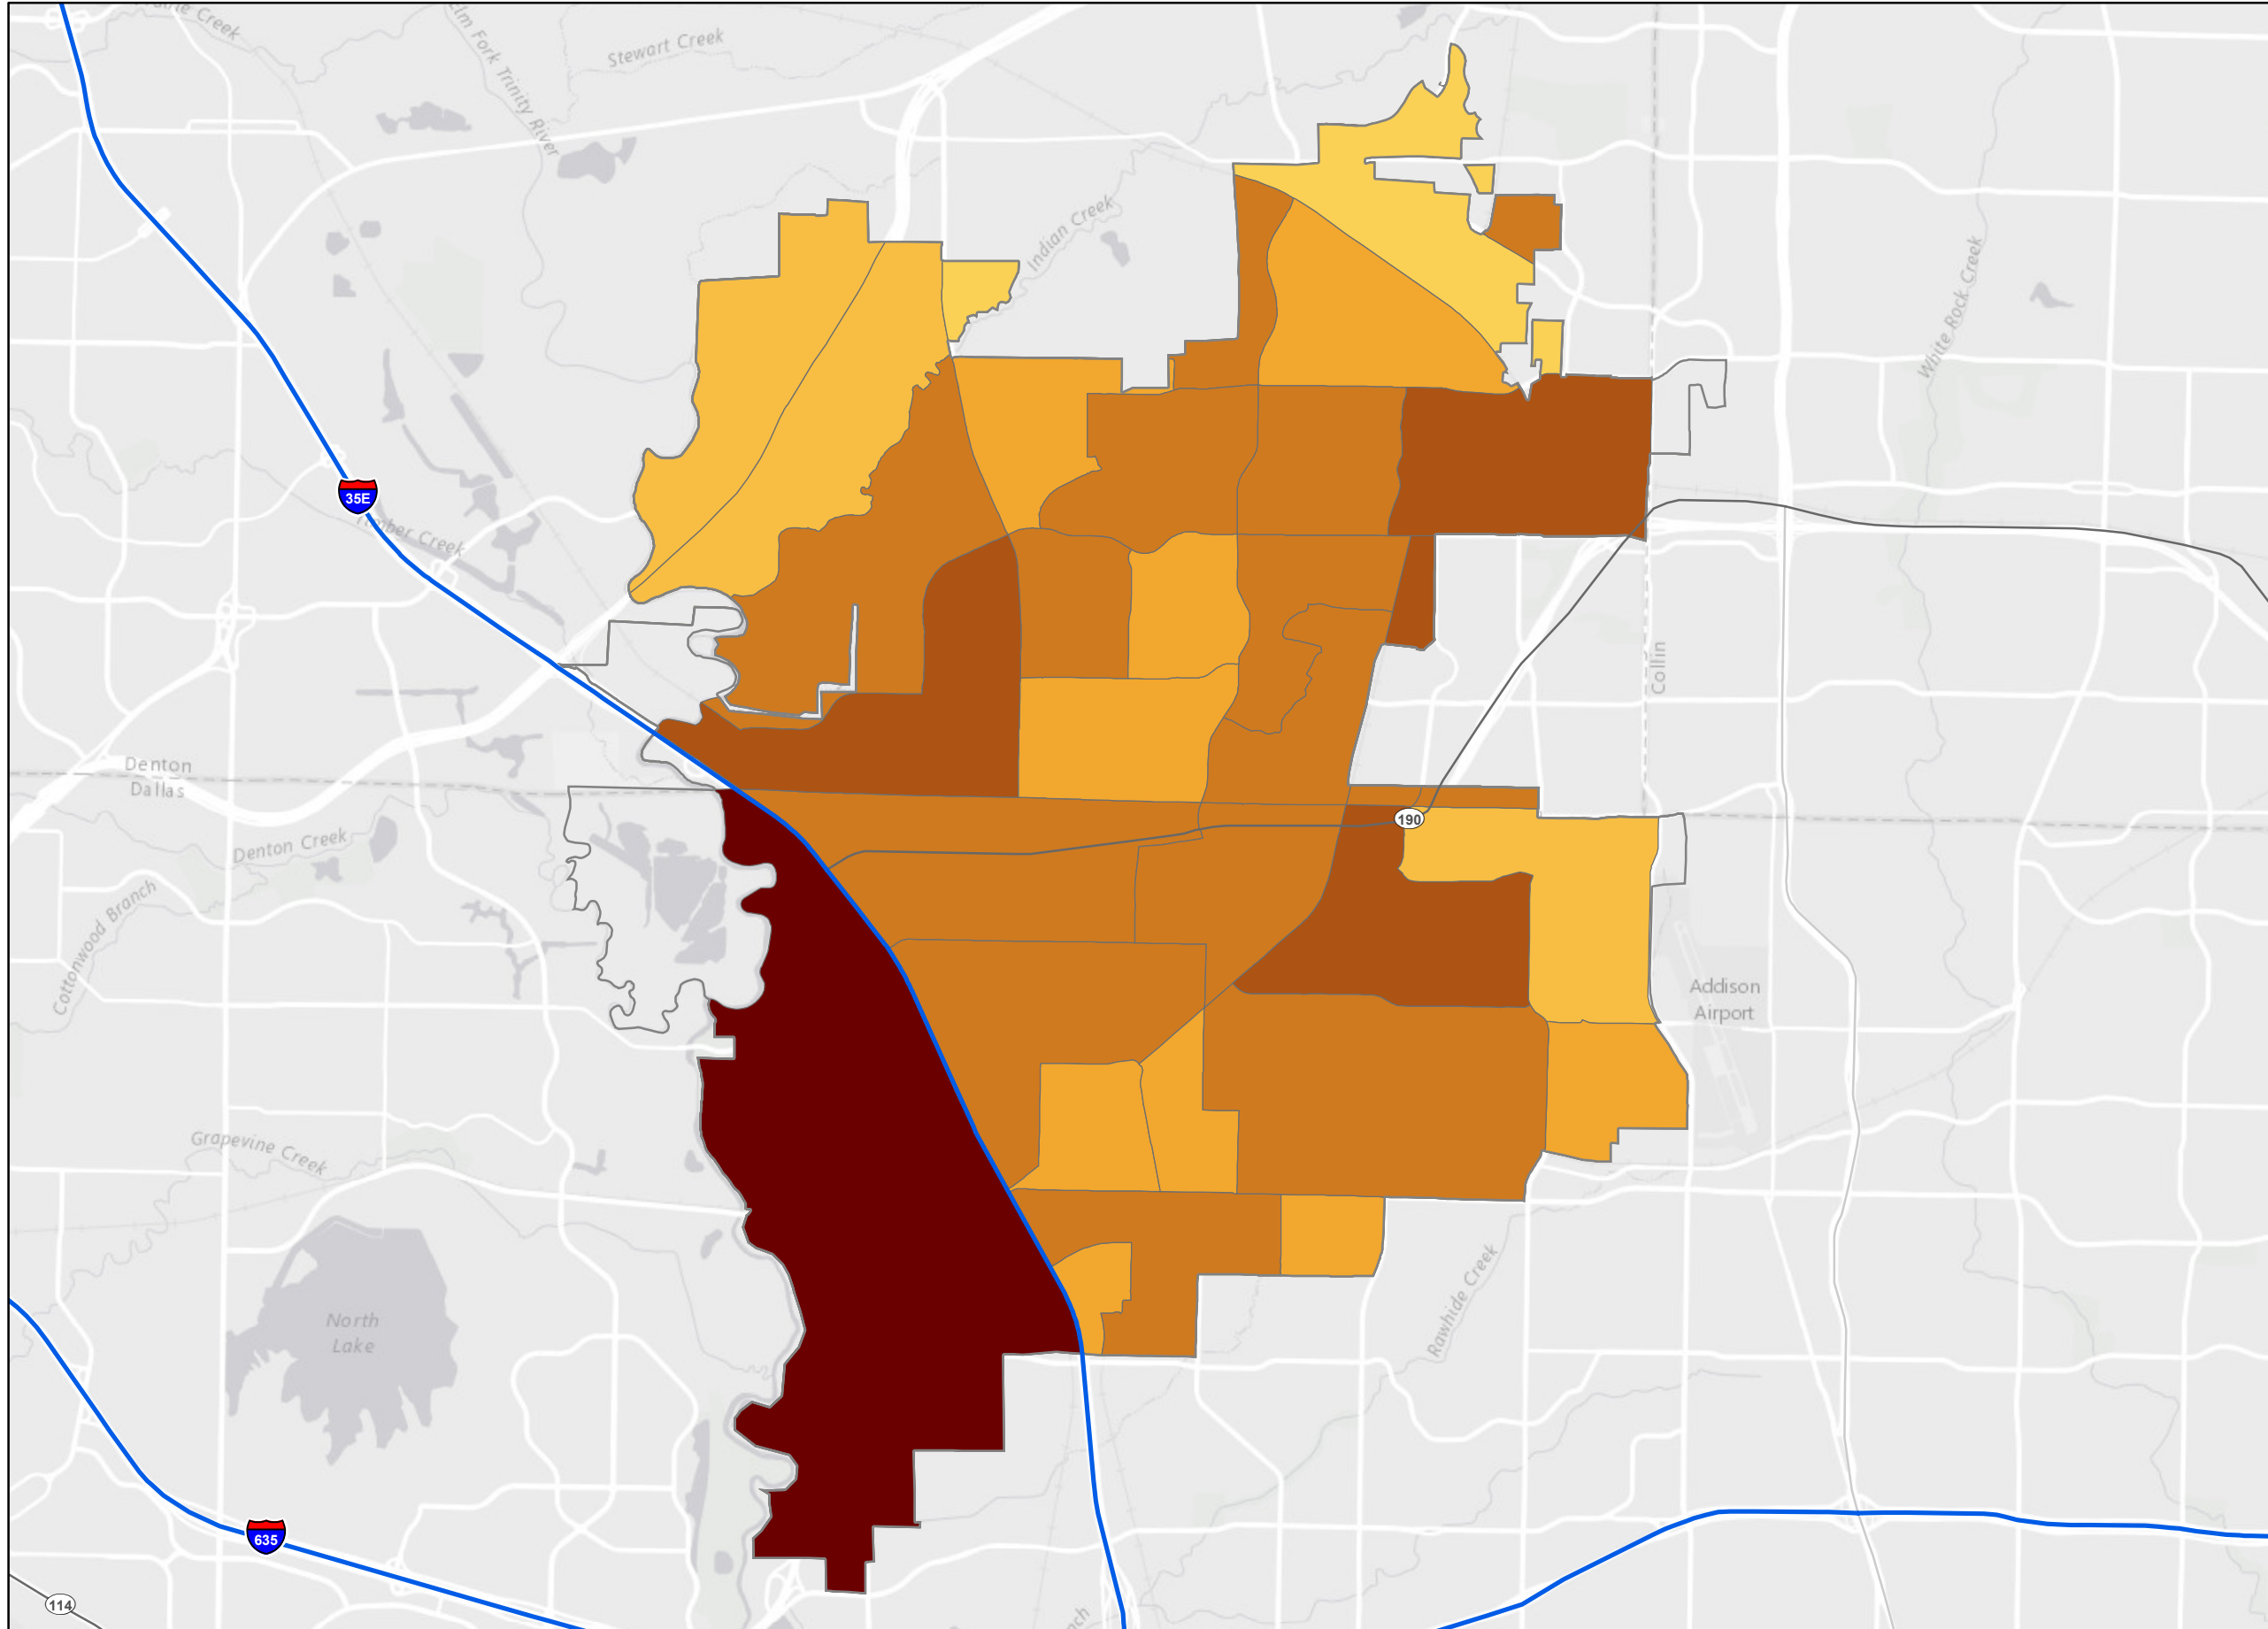 Elm Fork Trinity River
Stewart Creek
Indian Creek
White Rock Creek
35E
Timber Creek
Collin
Denton
Dallas
190
Denton Creek
Cottonwood Branch
Addison
Airport
Grapevine Creek
North
Lake
Rawhide Creek
635
114